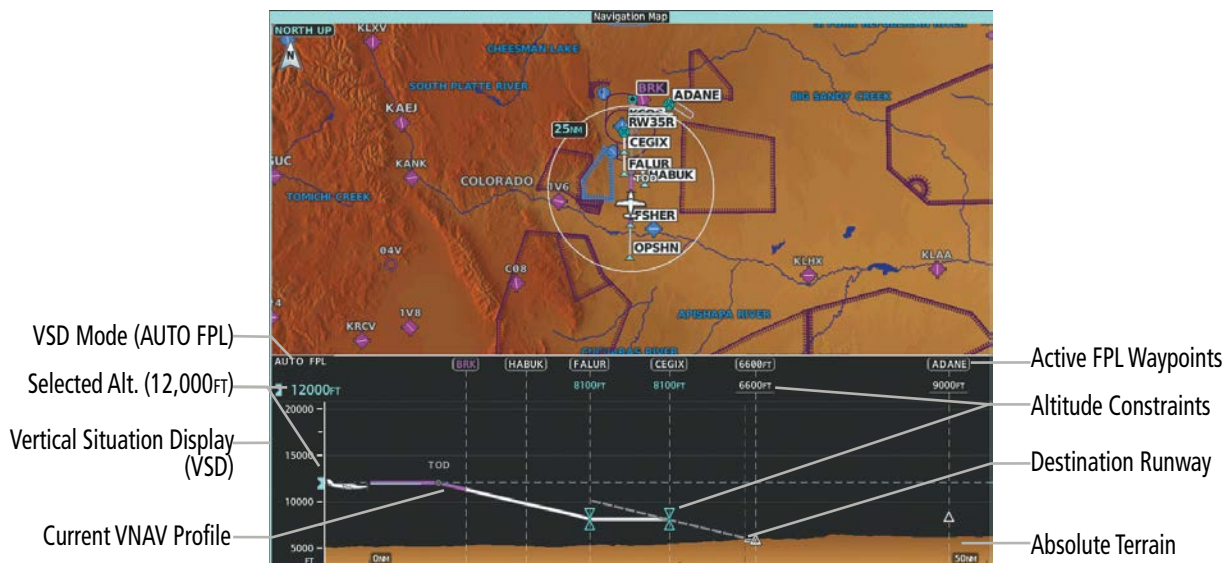 Navigation Map
NORTH UP
N
KLXV
CHEESMAN LAKE
SOUTH PLATTE RIVER
BRK
ADANE
BIG SANDY CREEK
KAEJ
RW35R
25NM
CEGIX
KANK
FALUR
HABUK
TOD
COLORADO
1V6
TOMICHI CREEK
FSHER
OPSHN
04V
C08
KLHX
KLAA
1V8
APISHAPA RIVER
KRCV
VSD Mode (AUTO FPL)
AUTO FPL
BRK
HABUK
FALUR
CEGIX
6600FT
ADANE
Active FPL Waypoints
Selected Alt. (12,000FT)
12000FT
8100FT
8100FT
6600FT
9000FT
Altitude Constraints
20000
Vertical Situation Display
(VSD)
15000
TOD
Destination Runway
10000
Current VNAV Profile
5000
FT
0NM
50NM
Absolute Terrain